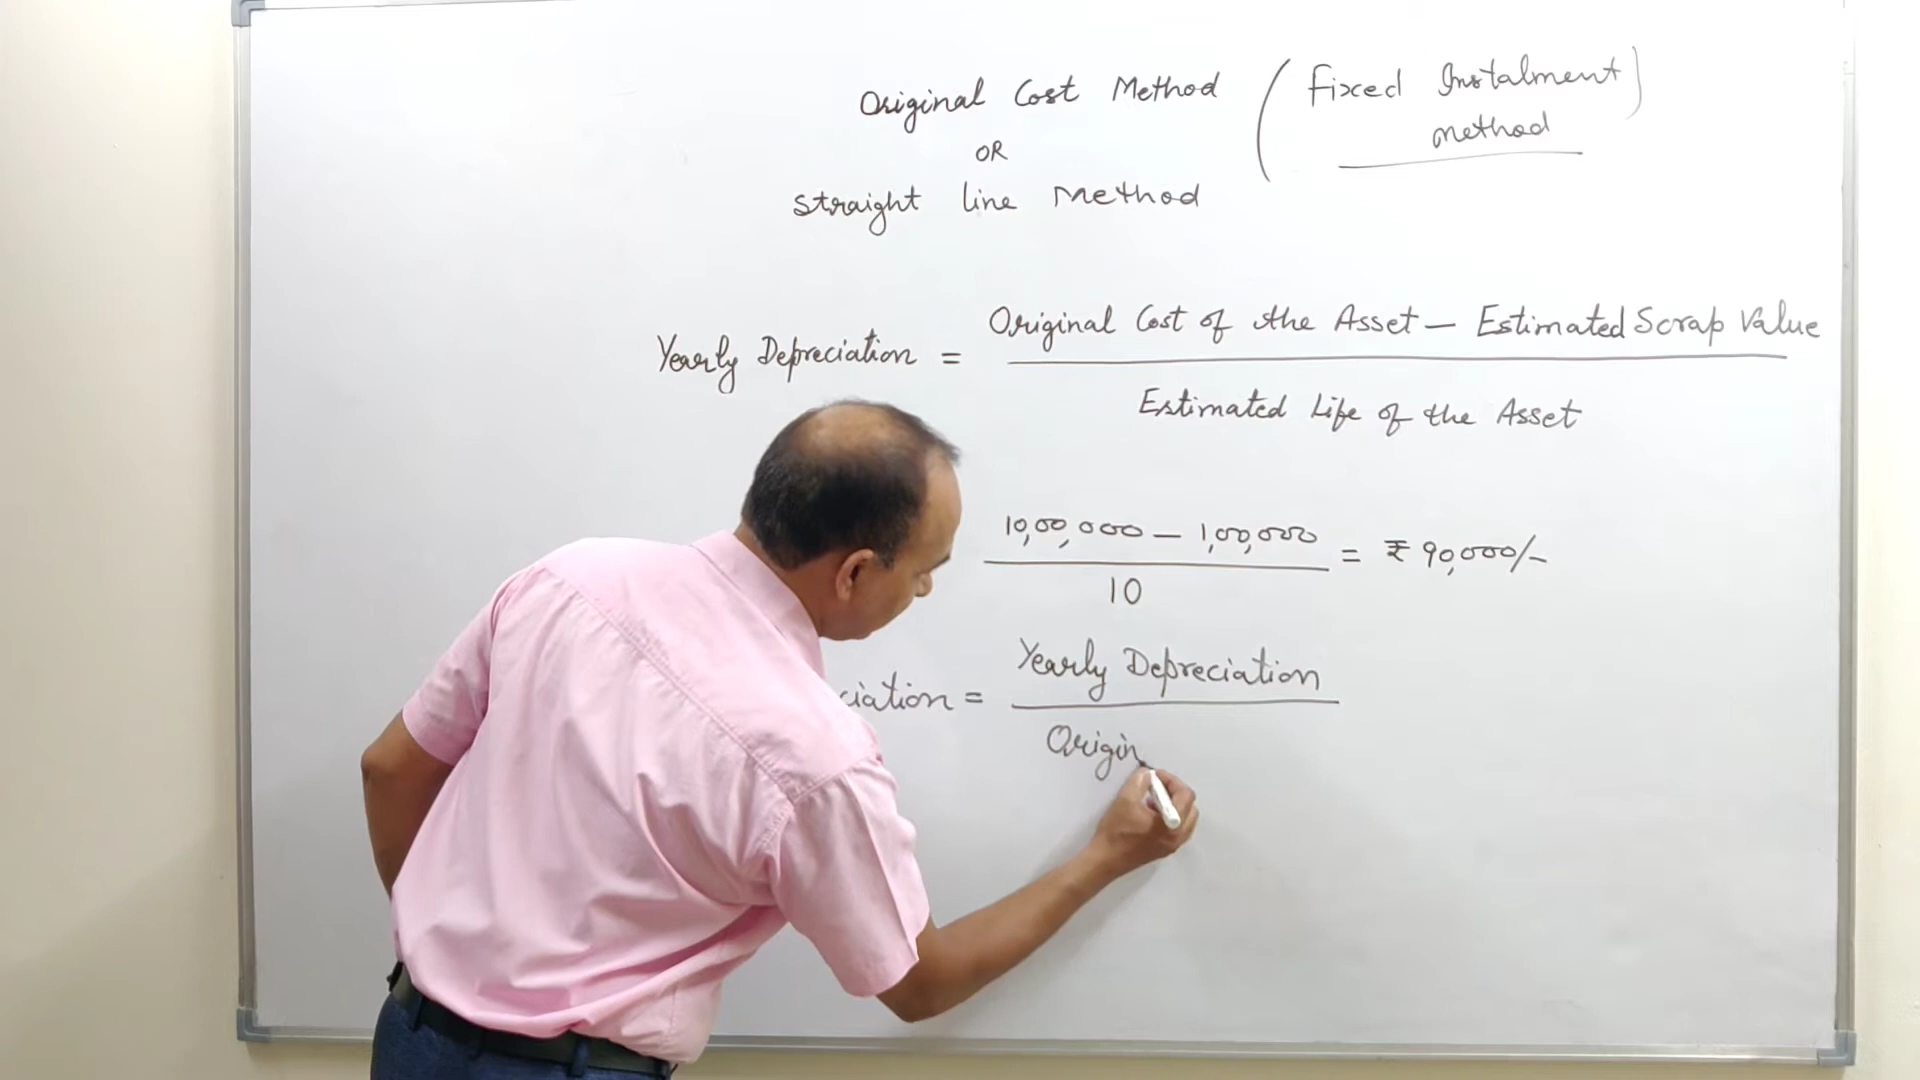 Original Cost Method (Fixced Instalment)
method
OR
Straight line Method
Yearly Depreciation = Original Cost of the Asset — Estimated Scrap Value
Estimated Life of the Asset
10,00,000 — 1,00,000 = ₹ 90,000/-
10
ciation = Yearly Depreciation
Origin